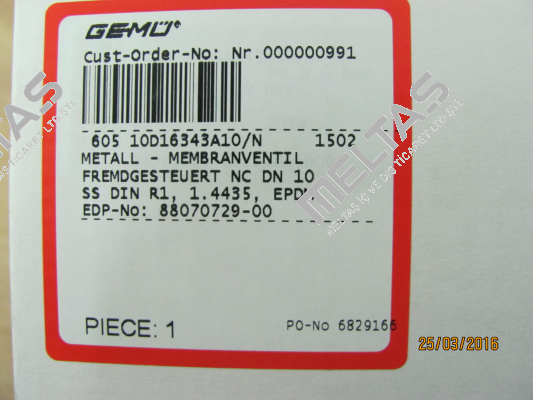 GEMÜ®
Cust-Order-No: Nr.000000991
605 10D16343A10/N 1502
METALL - MEMBRANVENTIL
FREMDGESTEUERT NC DN 10
SS DIN R1, 1.4435, EPDM
EDP-No: 88070729-00
PIECE: 1
PO-No 6829166
25/03/2016
MELTAS
MELTAS